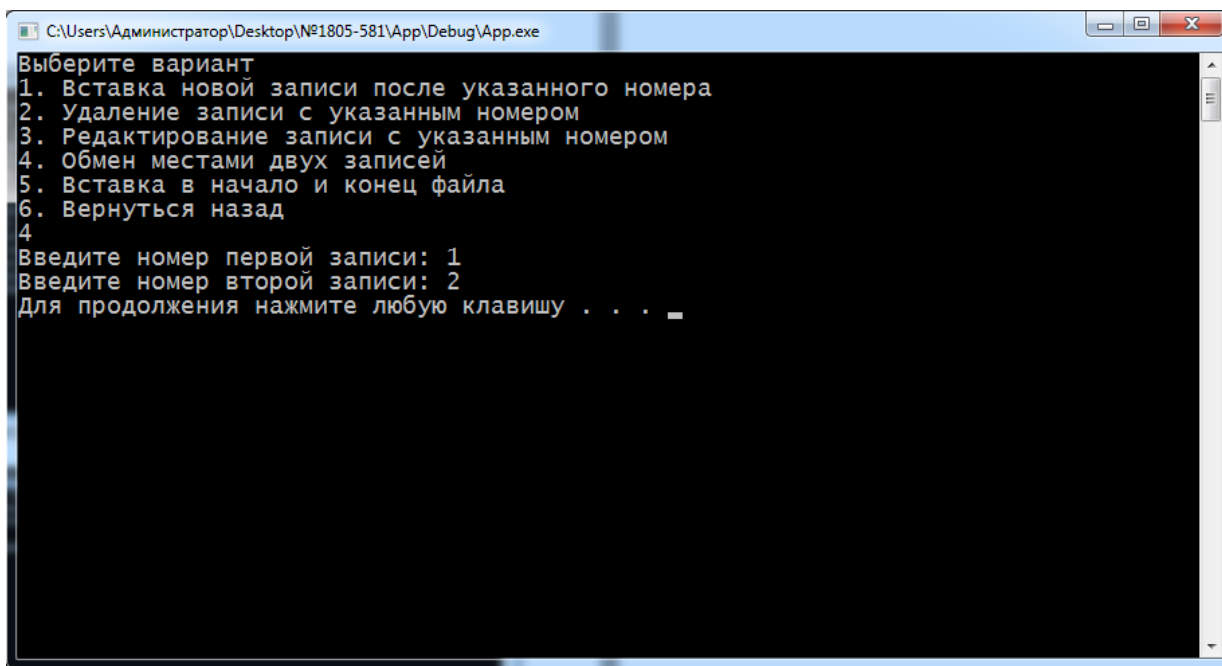 C:\Users\Администратор\Desktop\№1805-581\App\Debug\App.exe
Выберите вариант
1. Вставка новой записи после указанного номера
2. Удаление записи с указанным номером
3. Редактирование записи с указанным номером
4. Обмен местами двух записей
5. Вставка в начало и конец файла
6. Вернуться назад
4
Введите номер первой записи: 1
Введите номер второй записи: 2
Для продолжения нажмите любую клавишу . . . _